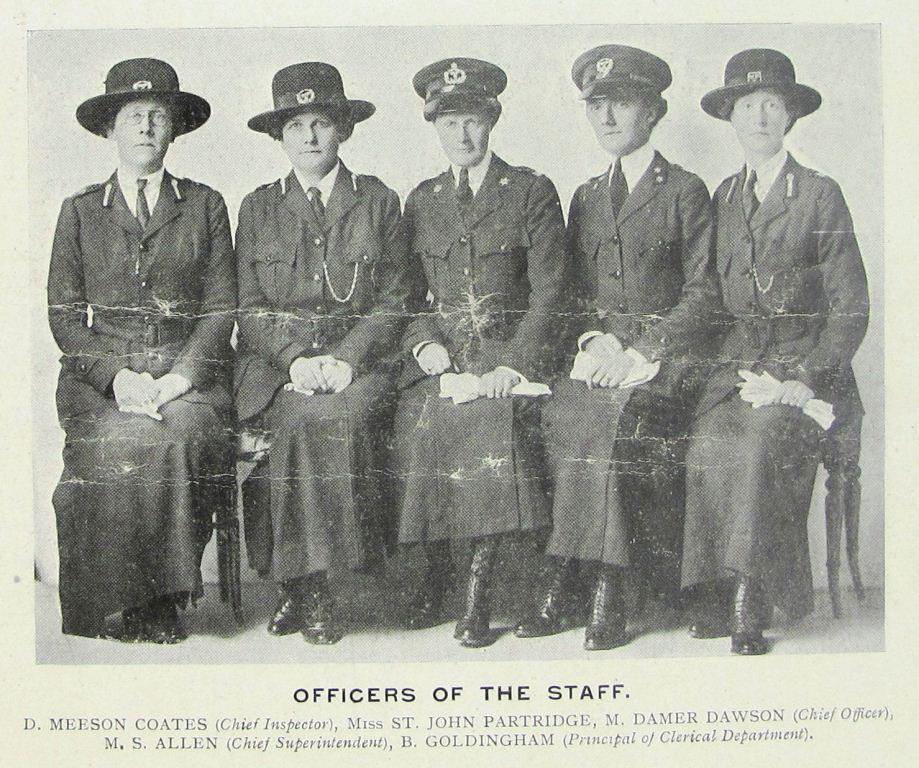 OFFICERS OF THE STAFF.
D. MEESON COATES (Chief Inspector), Miss ST. JOHN PARTRIDGE, M. DAMER DAWSON (Chief Officer),
M. S. ALLEN (Chief Superintendent), B. GOLDINGHAM (Principal of Clerical Department).